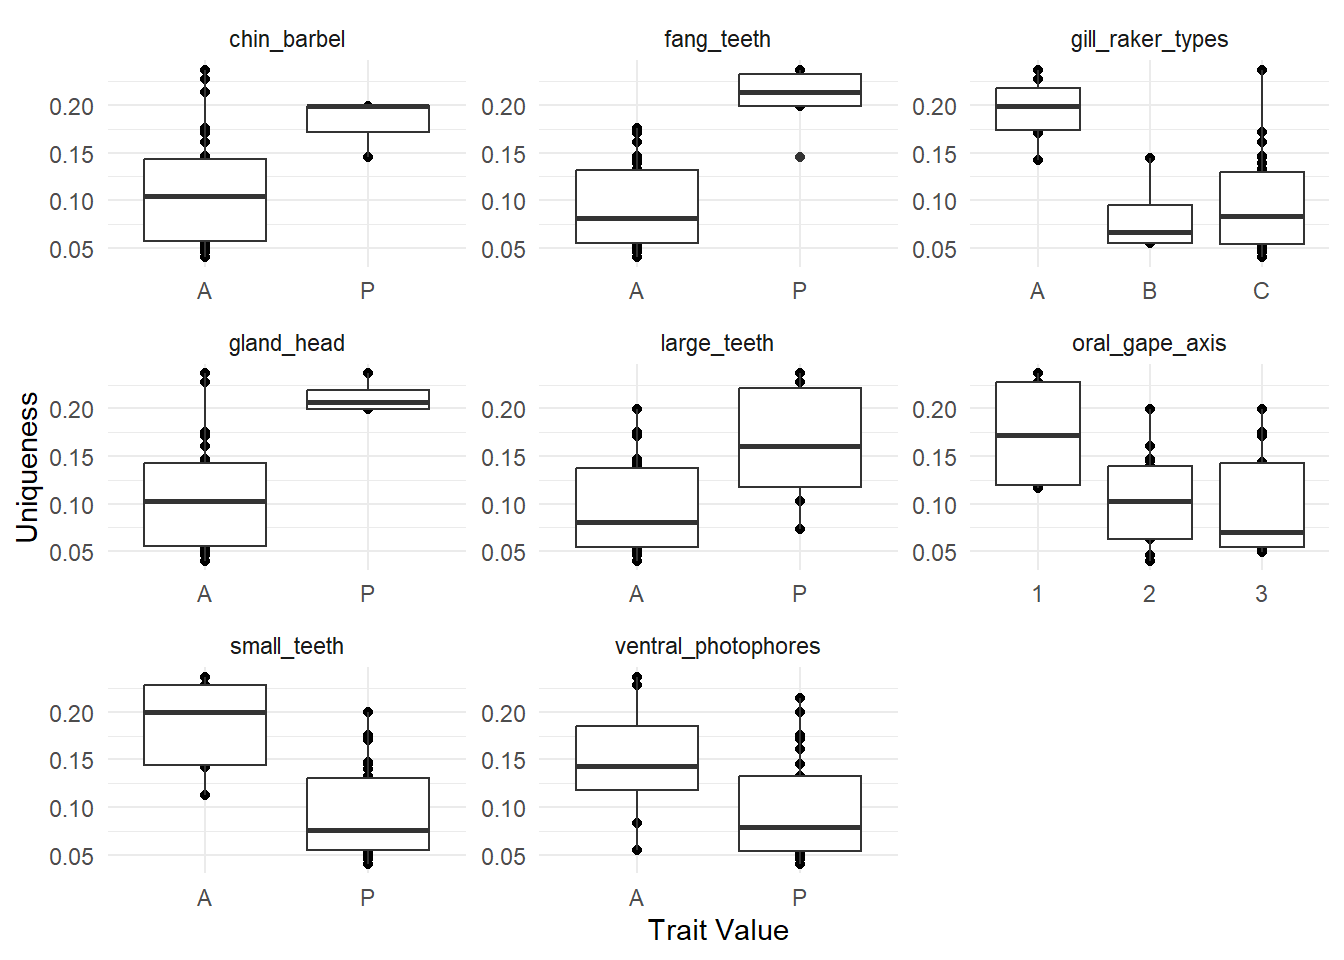 chin_barbel fang_teeth gill_raker_types
0.20 0.20 0.20
0.15 0.15 0.15
0.10 0.10 0.10
0.05 0.05 0.05
A P A P A B C
gland_head large_teeth oral_gape_axis
0.20 0.20 0.20
0.15 0.15 0.15
0.10 0.10 0.10
0.05 0.05 0.05
A P A P 1 2 3
Uniqueness
small_teeth ventral_photophores
0.20 0.20
0.15 0.15
0.10 0.10
0.05 0.05
A P A P
Trait Value